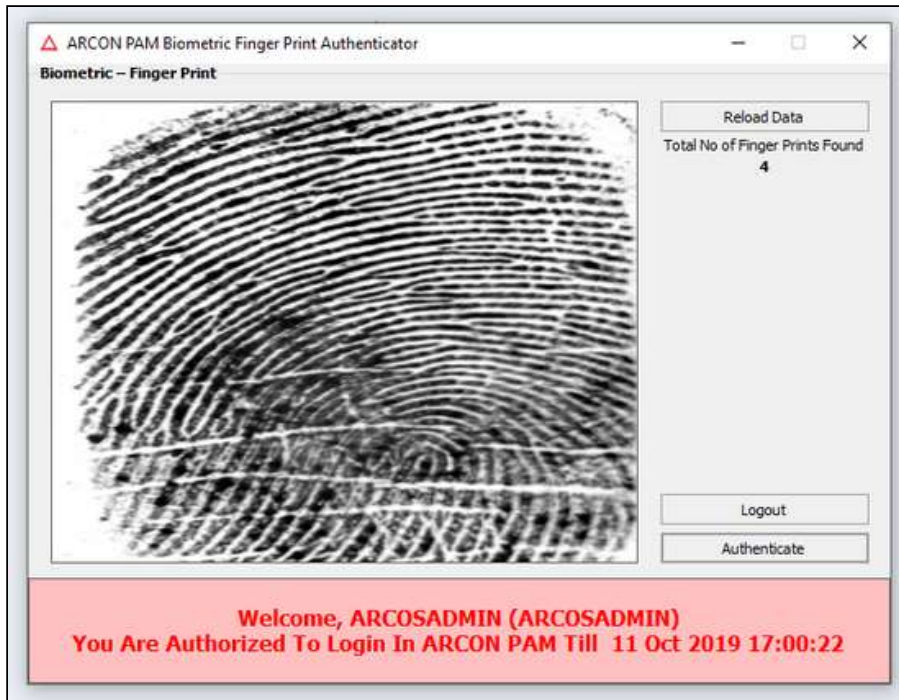 ARCON PAM Biometric Finger Print Authenticator
Biometric – Finger Print
Reload Data
Total No of Finger Prints Found
4
Logout
Authenticate
Welcome, ARCOSADMIN (ARCOSADMIN)
You Are Authorized To Login In ARCON PAM Till 11 Oct 2019 17:00:22